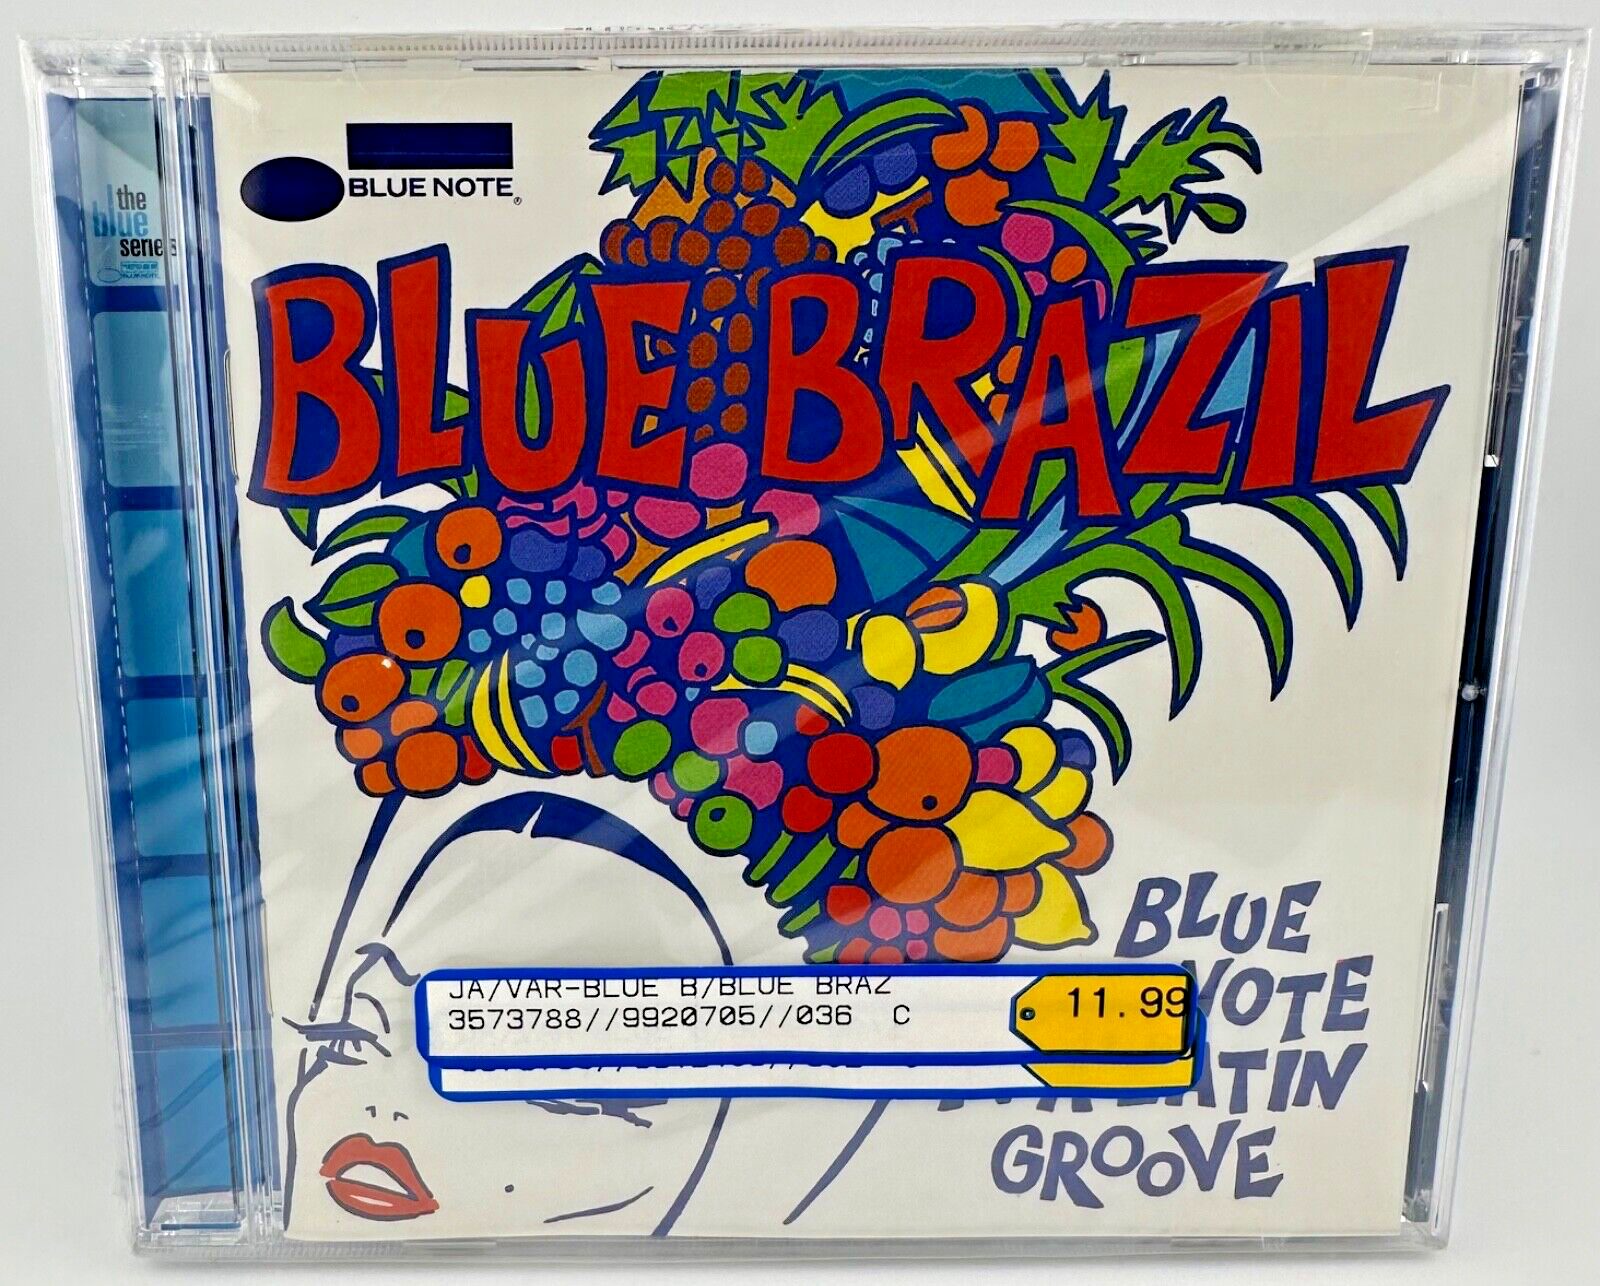 BLUE NOTE®
the
blue
series
BLUE BRAZIL
BLUE
NOTE
LATIN
GROOVE
JA/VAR-BLUE B/BLUE BRAZ
3573788//9920705//036 C
11.99